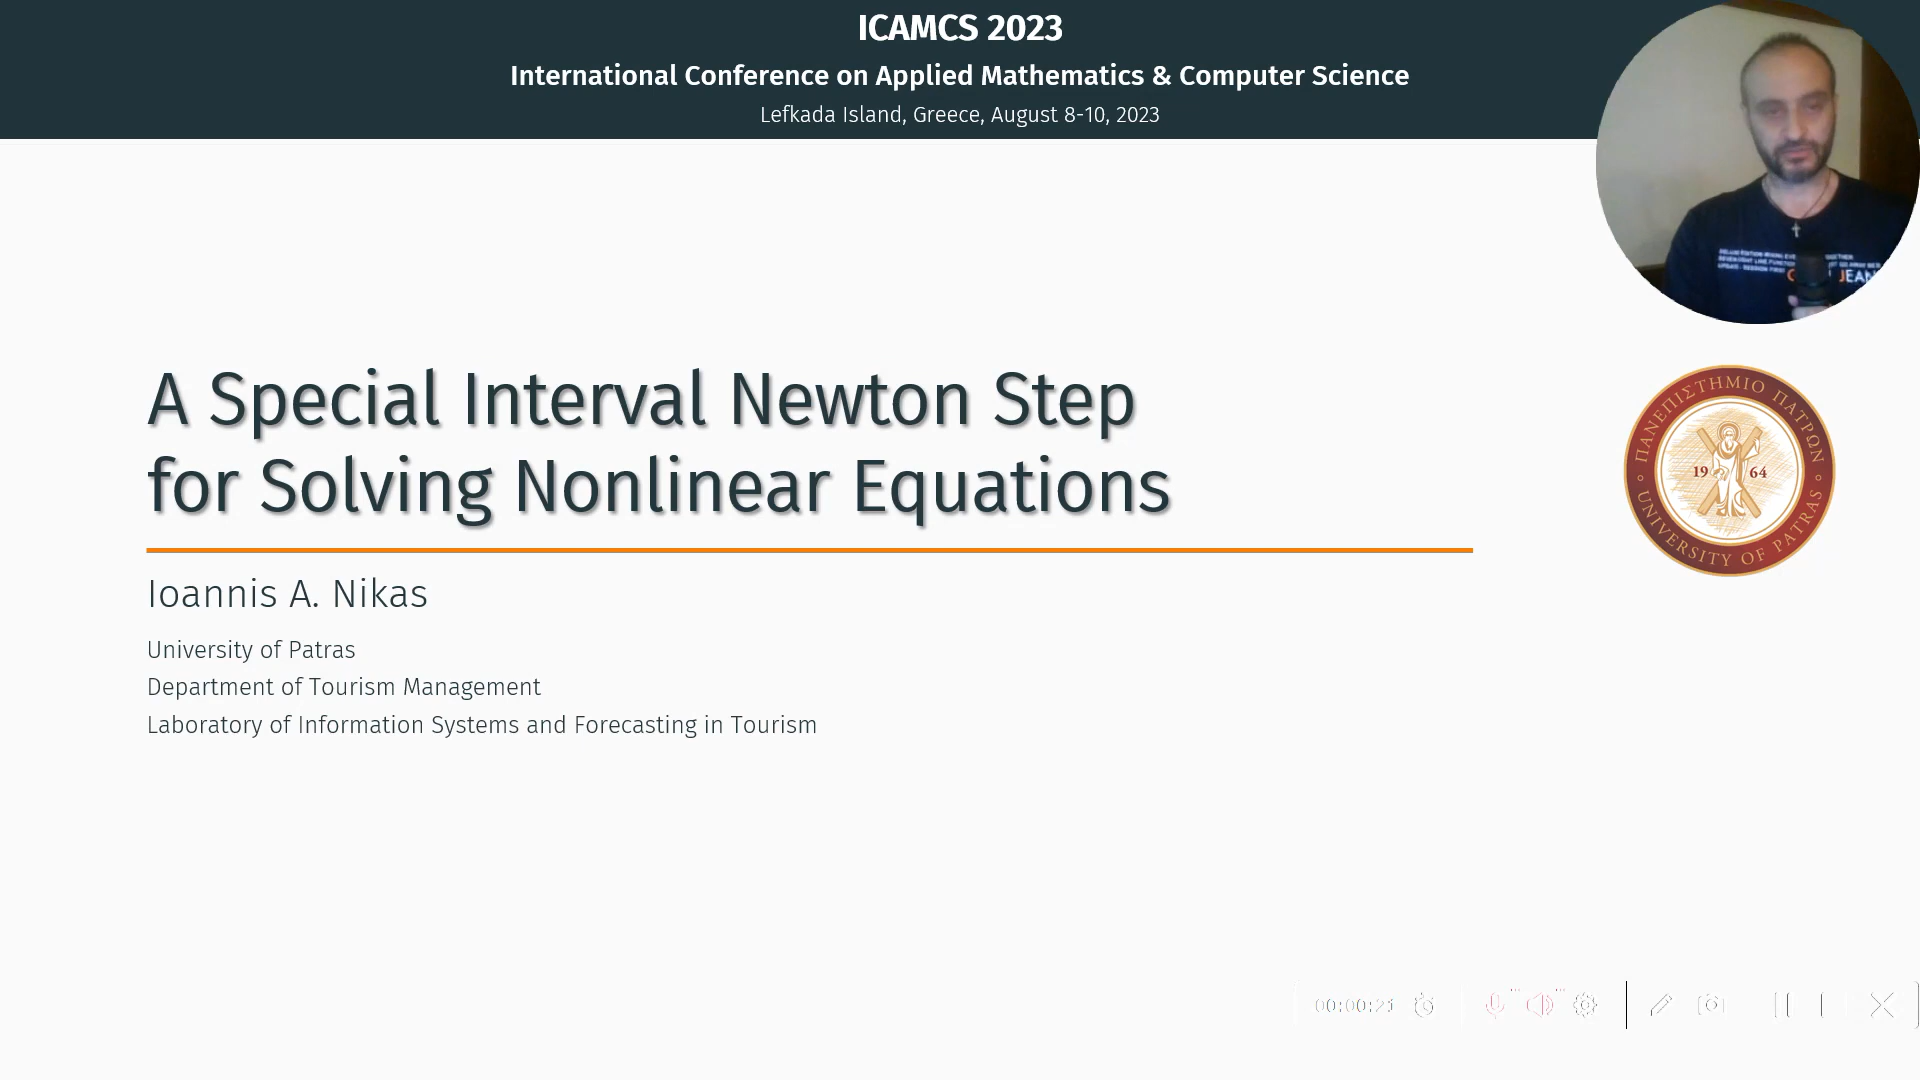 ICAMCS 2023
International Conference on Applied Mathematics & Computer Science
Lefkada Island, Greece, August 8-10, 2023
A Special Interval Newton Step
for Solving Nonlinear Equations
Ioannis A. Nikas
University of Patras
Department of Tourism Management
Laboratory of Information Systems and Forecasting in Tourism
ΠΑΝΕΠΙΣΤΗΜΙΟ ΠΑΤΡΩΝ
19 64
UNIVERSITY OF PATRAS
00:00:21